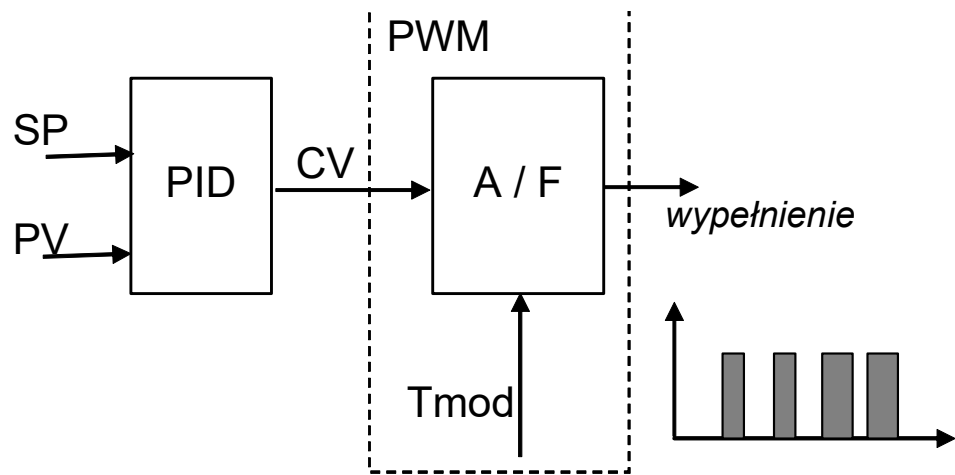 PWM
SP
PID
CV
A / F
PV
wypełnienie
Tmod